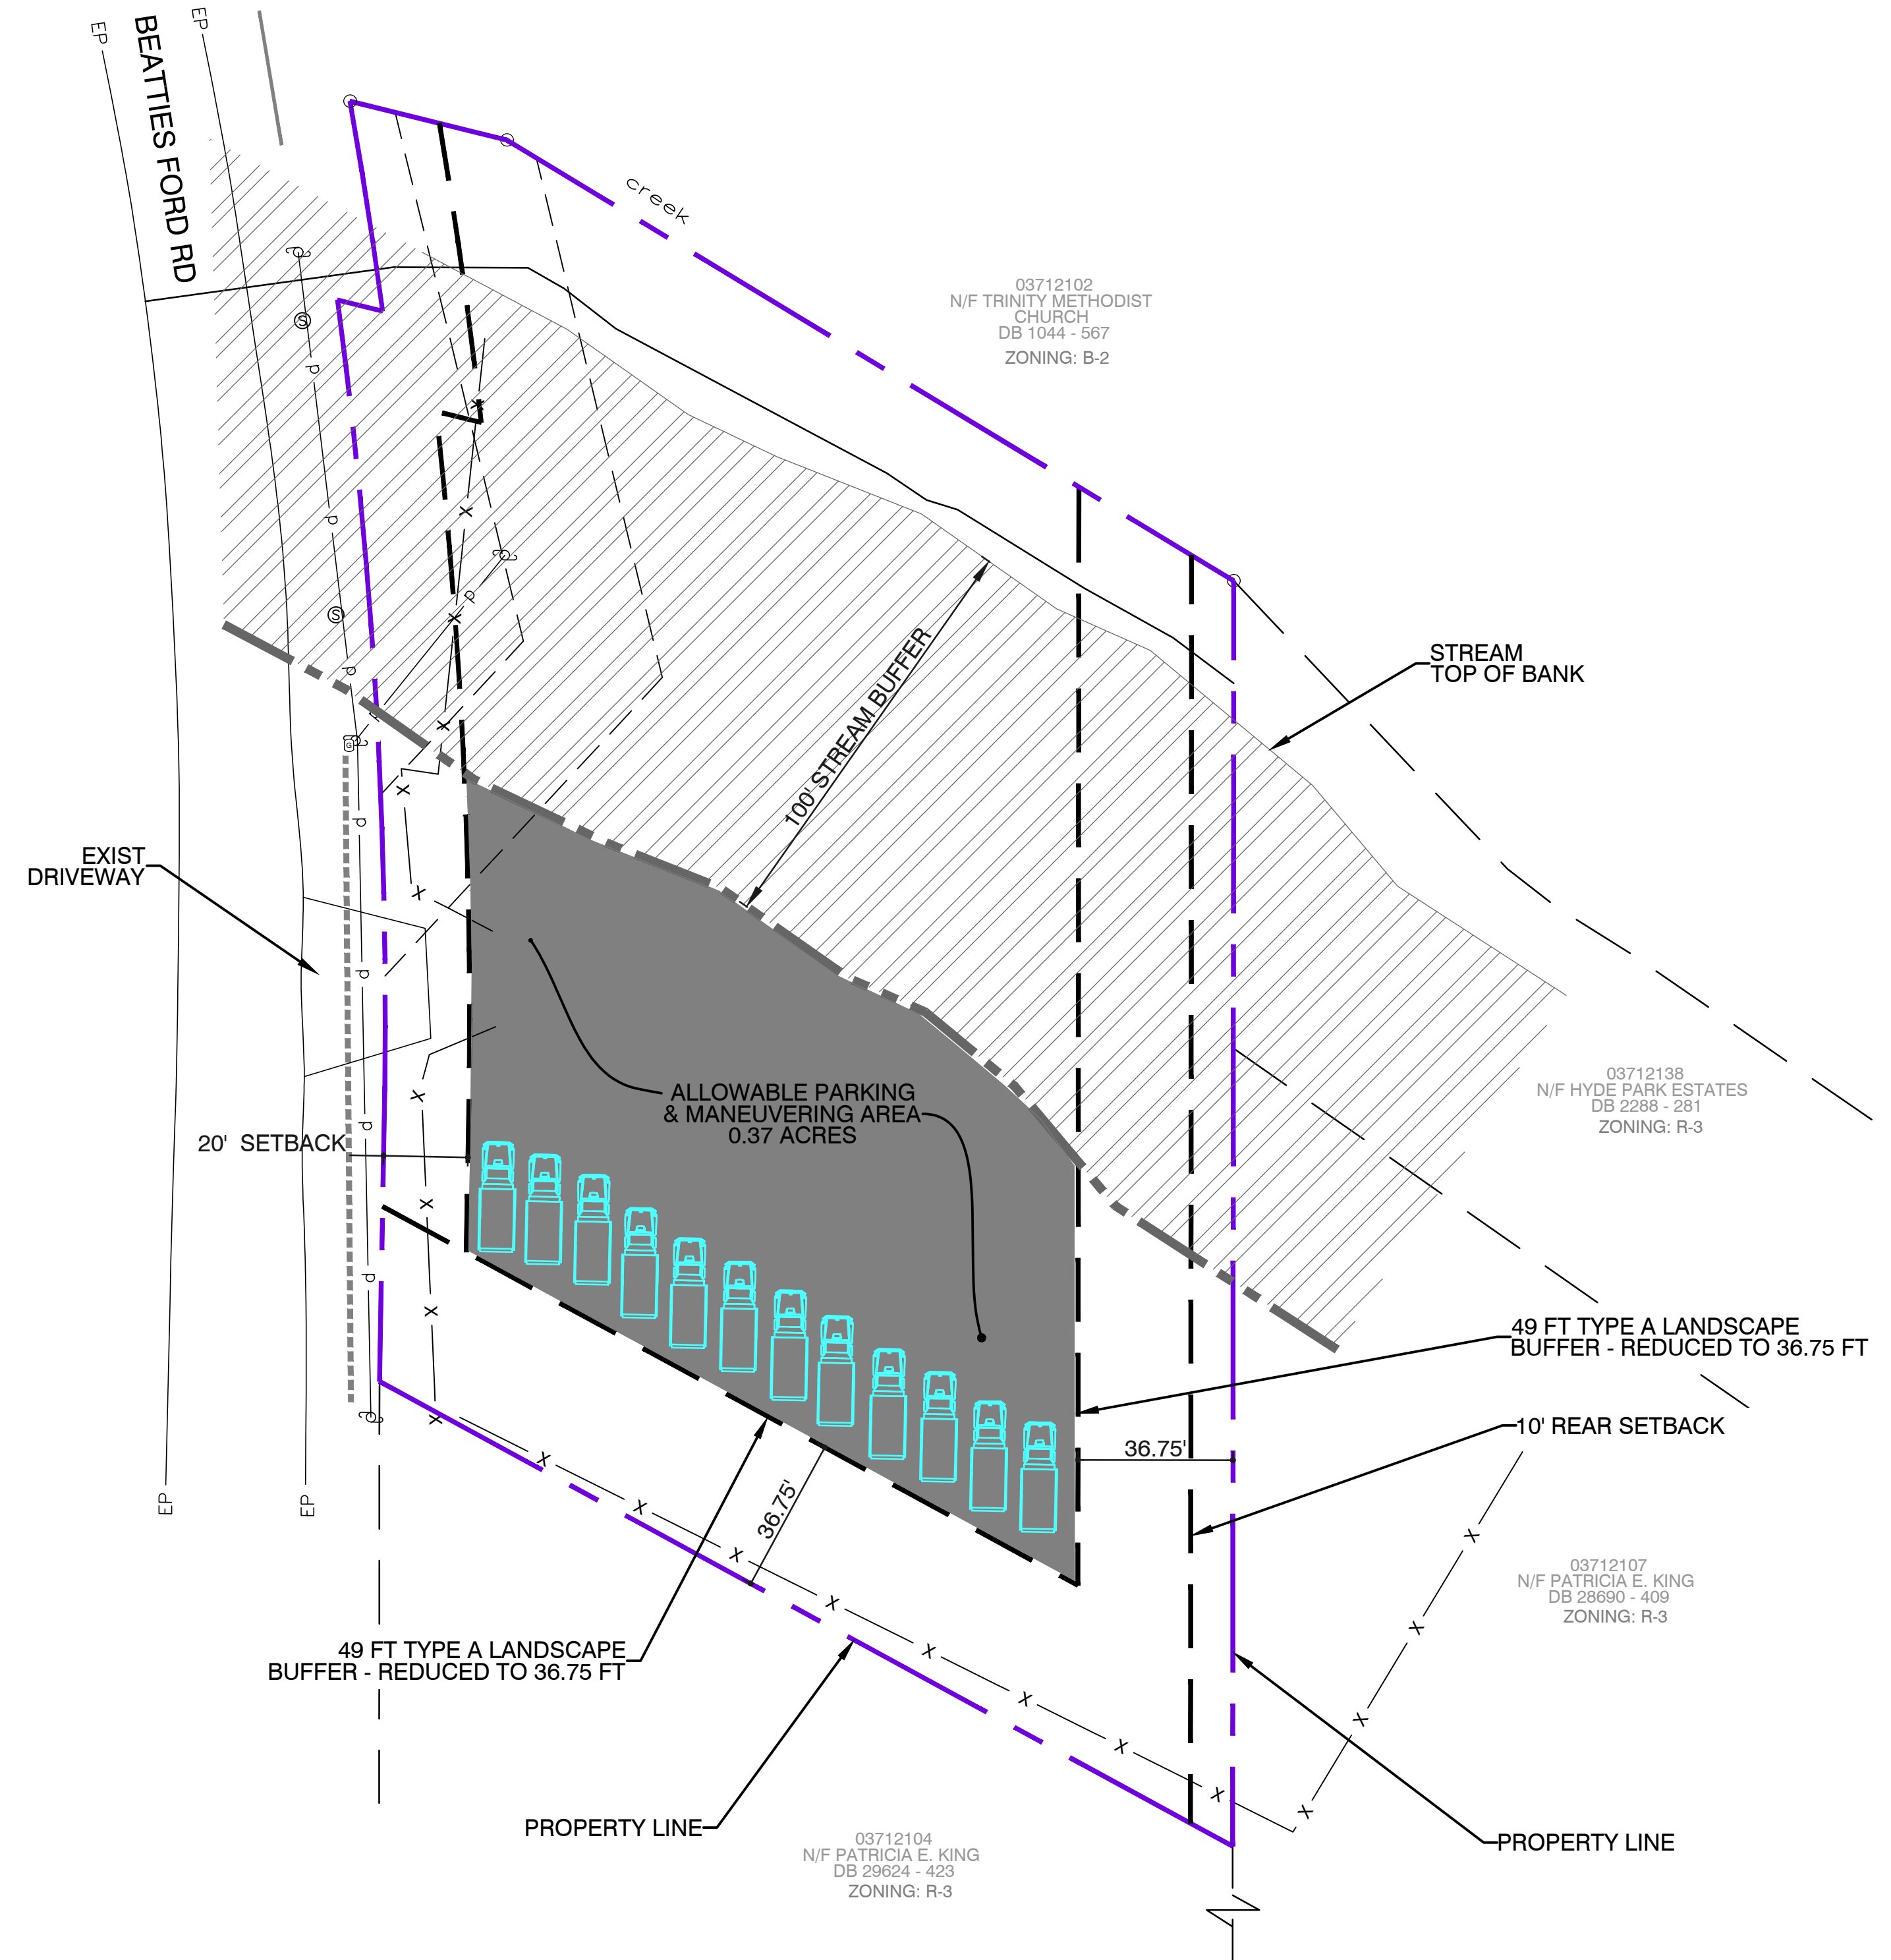 EP
EP
BEATTIES FORD RD
creek
03712102
N/F TRINITY METHODIST
CHURCH
DB 1044 - 567
ZONING: B-2
STREAM
TOP OF BANK
100' STREAM BUFFER
EXIST
DRIVEWAY
ALLOWABLE PARKING
& MANEUVERING AREA
0.37 ACRES
20' SETBACK
03712138
N/F HYDE PARK ESTATES
DB 2288 - 281
ZONING: R-3
49 FT TYPE A LANDSCAPE
BUFFER - REDUCED TO 36.75 FT
10' REAR SETBACK
36.75'
36.75'
EP
EP
03712107
N/F PATRICIA E. KING
DB 28690 - 409
ZONING: R-3
49 FT TYPE A LANDSCAPE
BUFFER - REDUCED TO 36.75 FT
PROPERTY LINE
03712104
N/F PATRICIA E. KING
DB 29624 - 423
ZONING: R-3
PROPERTY LINE